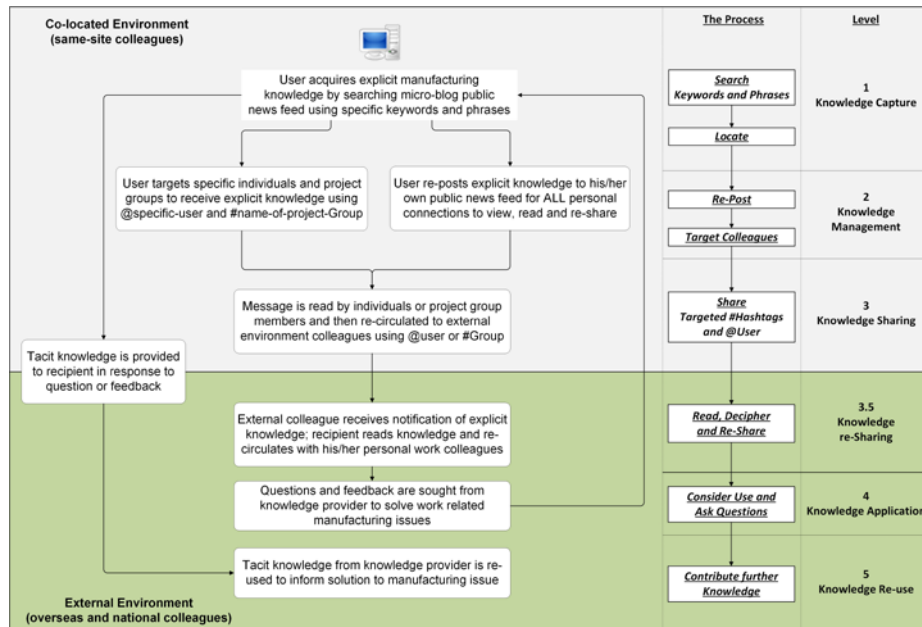 Co-located Environment
(same-site colleagues)
User acquires explicit manufacturing
knowledge by searching micro-blog public
news feed using specific keywords and phrases
User targets specific individuals and project
groups to receive explicit knowledge using
@specific-user and #name-of-project-Group
User re-posts explicit knowledge to his/her
own public news feed for ALL personal
connections to view, read and re-share
Message is read by individuals or project group
members and then re-circulated to external
environment colleagues using @user or #Group
Tacit knowledge is provided
to recipient in response to
question or feedback
External colleague receives notification of explicit
knowledge; recipient reads knowledge and re-
circulates with his/her personal work colleagues
Questions and feedback are sought from
knowledge provider to solve work related
manufacturing issues
Tacit knowledge from knowledge provider is re-
used to inform solution to manufacturing issue
External Environment
(overseas and national colleagues)
The Process
Search
Keywords and Phrases
Locate
Re-Post
Target Colleagues
Share
Targeted #Hashtags
and @User
Read, Decipher
and Re-Share
Consider Use and
Ask Questions
Contribute further
Knowledge
Level
1
Knowledge Capture
2
Knowledge
Management
3
Knowledge Sharing
3.5
Knowledge
re-Sharing
4
Knowledge Application
5
Knowledge Re-use